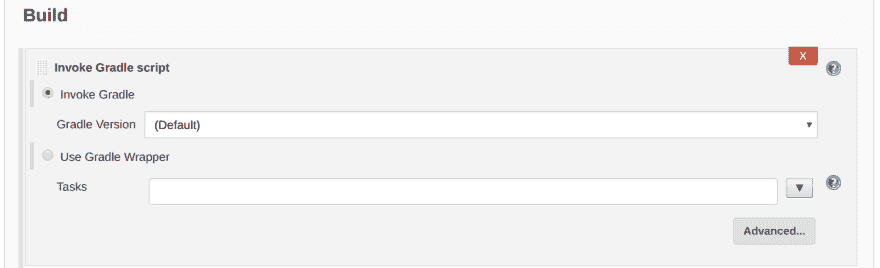 Build
Invoke Gradle script
X
Invoke Gradle
Gradle Version (Default)
Use Gradle Wrapper
Tasks
Advanced...